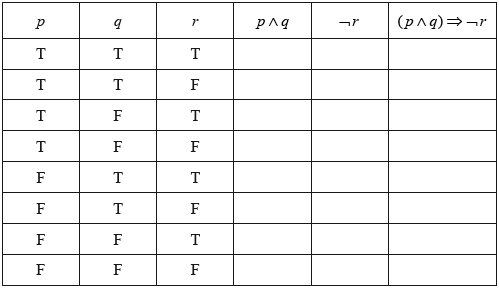 p q r p ∧ q ¬r (p ∧ q) ⇒ ¬r
T T T
T T F
T F T
T F F
F T T
F T F
F F T
F F F